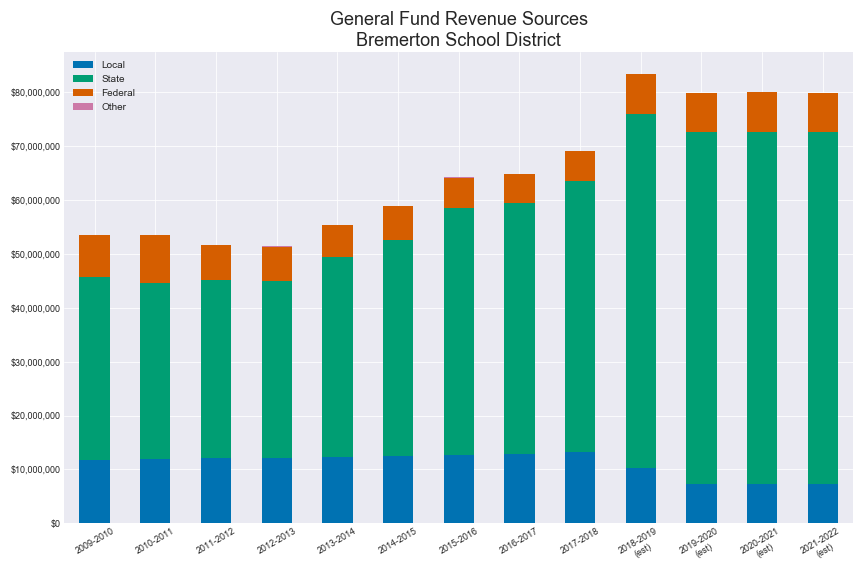 General Fund Revenue Sources
Bremerton School District
Local
State
Federal
Other
$80,000,000
$70,000,000
$60,000,000
$50,000,000
$40,000,000
$30,000,000
$20,000,000
$10,000,000
$0
2009-2010
2010-2011
2011-2012
2012-2013
2013-2014
2014-2015
2015-2016
2016-2017
2017-2018
2018-2019
(est)
2019-2020
(est)
2020-2021
(est)
2021-2022
(est)